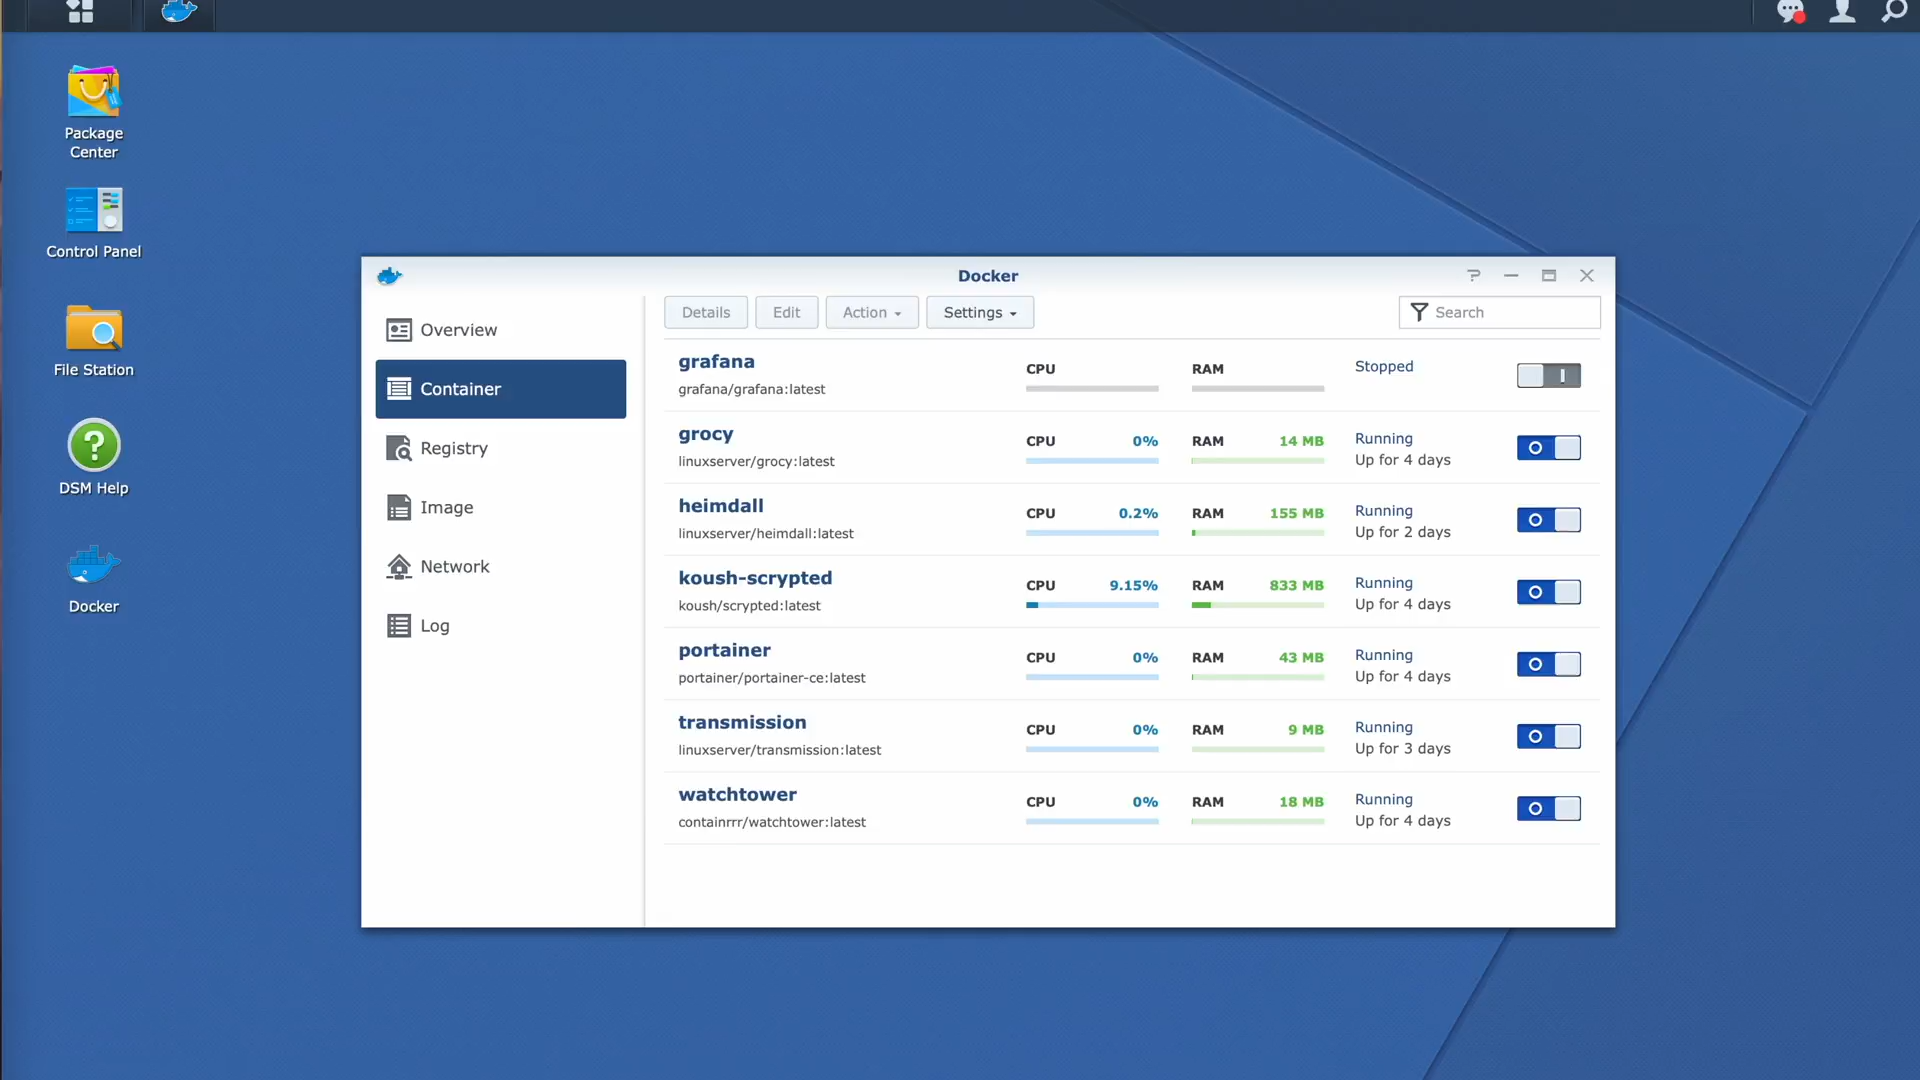 Package
Center
Control Panel
File Station
DSM Help
Docker
Docker
Overview
Container
Registry
Image
Network
Log
Details
Edit
Action
Settings
Search
grafana
grafana/grafana:latest
CPU
RAM
Stopped
grocy
linuxserver/grocy:latest
CPU 0%
RAM 14 MB
Running
Up for 4 days
heimdall
linuxserver/heimdall:latest
CPU 0.2%
RAM 155 MB
Running
Up for 2 days
koush-scrypted
koush/scrypted:latest
CPU 9.15%
RAM 833 MB
Running
Up for 4 days
portainer
portainer/portainer-ce:latest
CPU 0%
RAM 43 MB
Running
Up for 4 days
transmission
linuxserver/transmission:latest
CPU 0%
RAM 9 MB
Running
Up for 3 days
watchtower
containrrr/watchtower:latest
CPU 0%
RAM 18 MB
Running
Up for 4 days